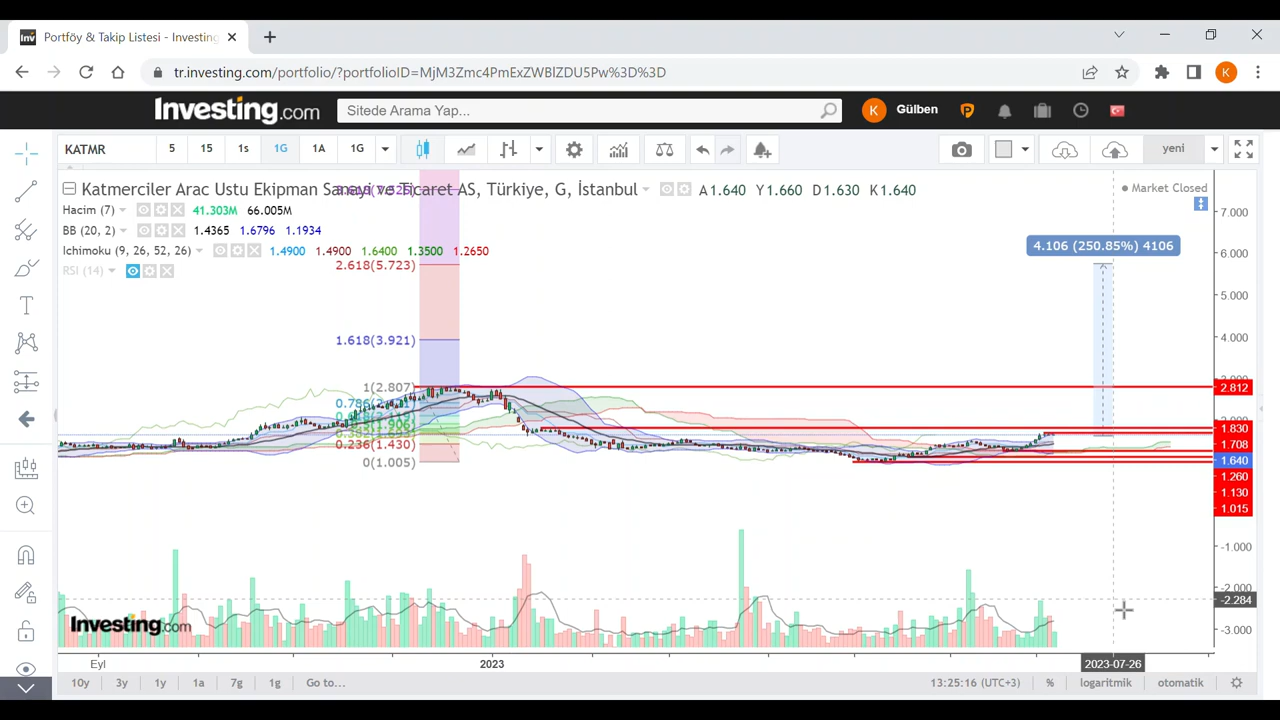 Portföy & Takip Listesi - Investing
tr.investing.com/portfolio/?portfolioID=MjM3Zmc4PmExZWBlZDU5Pw%3D%3D
K
Investing.com
Sitede Arama Yap...
K
Gülben
KATMR
5
15
1s
1G
1A
1G
yeni
Katmerciler Arac Ustu Ekipman Sanayi ve Ticaret AS, Türkiye, G, İstanbul
A1.640 Y1.660 D1.630 K1.640
Market Closed
Hacim (7)
41.303M 66.005M
BB (20, 2)
1.4365 1.6796 1.1934
Ichimoku (9, 26, 52, 26)
1.4900 1.4900 1.6400 1.3500 1.2650
RSI (14)
2.618(5.723)
1.618(3.921)
1(2.807)
0.236(1.430)
0(1.005)
4.106 (250.85%) 4106
7.000
6.000
5.000
4.000
2.812
1.830
1.708
1.640
1.260
1.130
1.015
-1.000
-2.000
-2.284
-3.000
Investing.com
Eyl
2023
2023-07-26
10y
3y
1y
1a
7g
1g
Go to...
13:25:16 (UTC+3)
%
logaritmik
otomatik